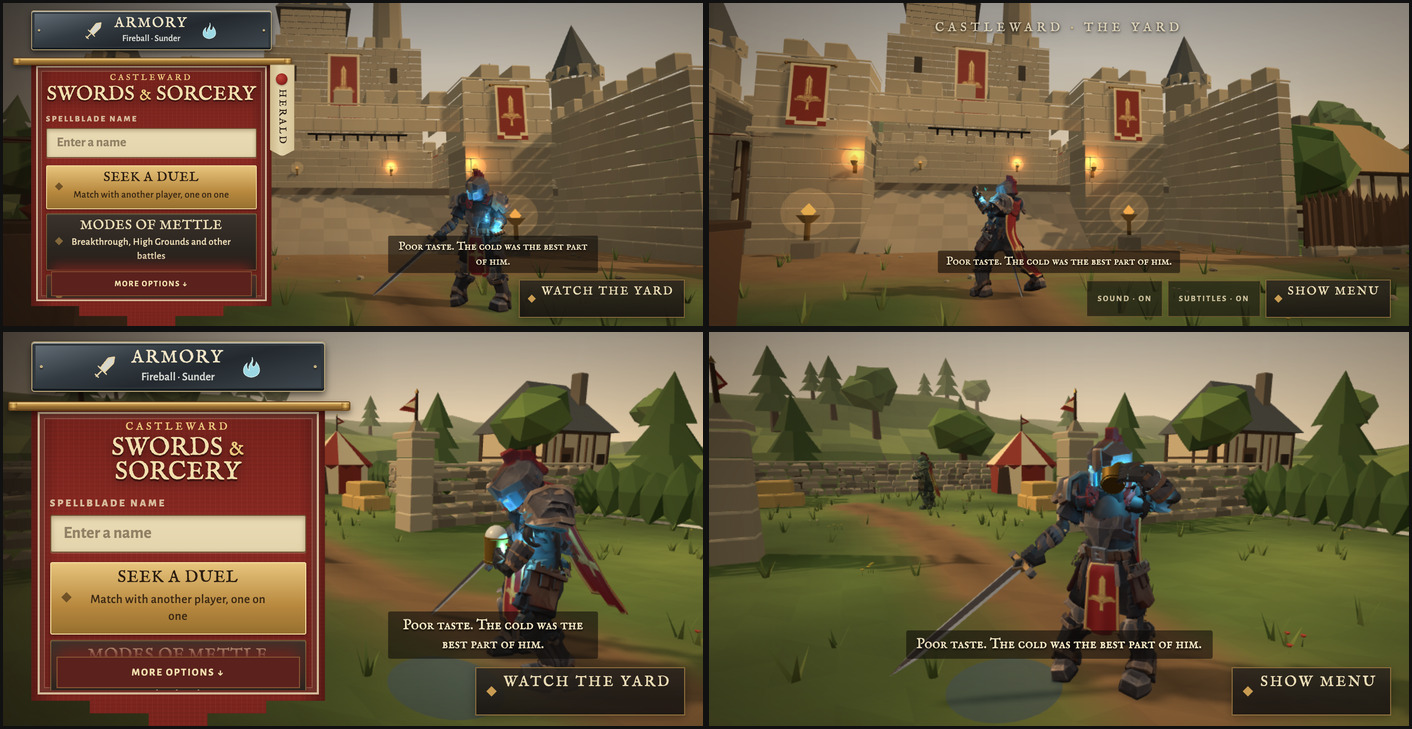 ARMORY
Fireball · Sunder
CASTLEWARD
SWORDS & SORCERY
HERALD
SPELLBLADE NAME
Enter a name
SEEK A DUEL
Match with another player, one on one
MODES OF METTLE
Breakthrough, High Grounds and other
battles
MORE OPTIONS ↓
Poor taste. The cold was the best part
of him.
WATCH THE YARD
CASTLEWARD · THE YARD
Poor taste. The cold was the best part of him.
SOUND · ON
SUBTITLES · ON
SHOW MENU
ARMORY
Fireball · Sunder
CASTLEWARD
SWORDS &
SORCERY
SPELLBLADE NAME
Enter a name
SEEK A DUEL
Match with another player, one on
one
MODES OF METTLE
MORE OPTIONS ↓
Poor taste. The cold was the
best part of him.
WATCH THE YARD
Poor taste. The cold was the best part of him.
SHOW MENU